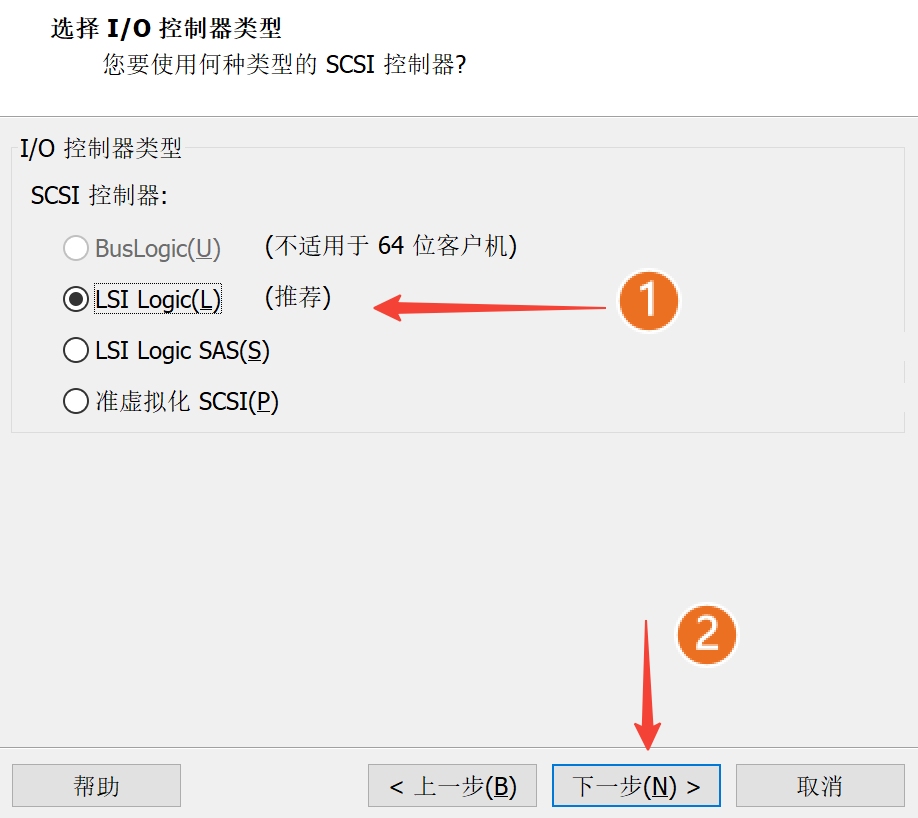 选择 I/O 控制器类型
您要使用何种类型的 SCSI 控制器?
I/O 控制器类型
SCSI 控制器:
BusLogic(U) (不适用于 64 位客户机)
LSI Logic(L) (推荐) 1
LSI Logic SAS(S)
准虚拟化 SCSI(P)
2
帮助 < 上一步(B) 下一步(N) > 取消